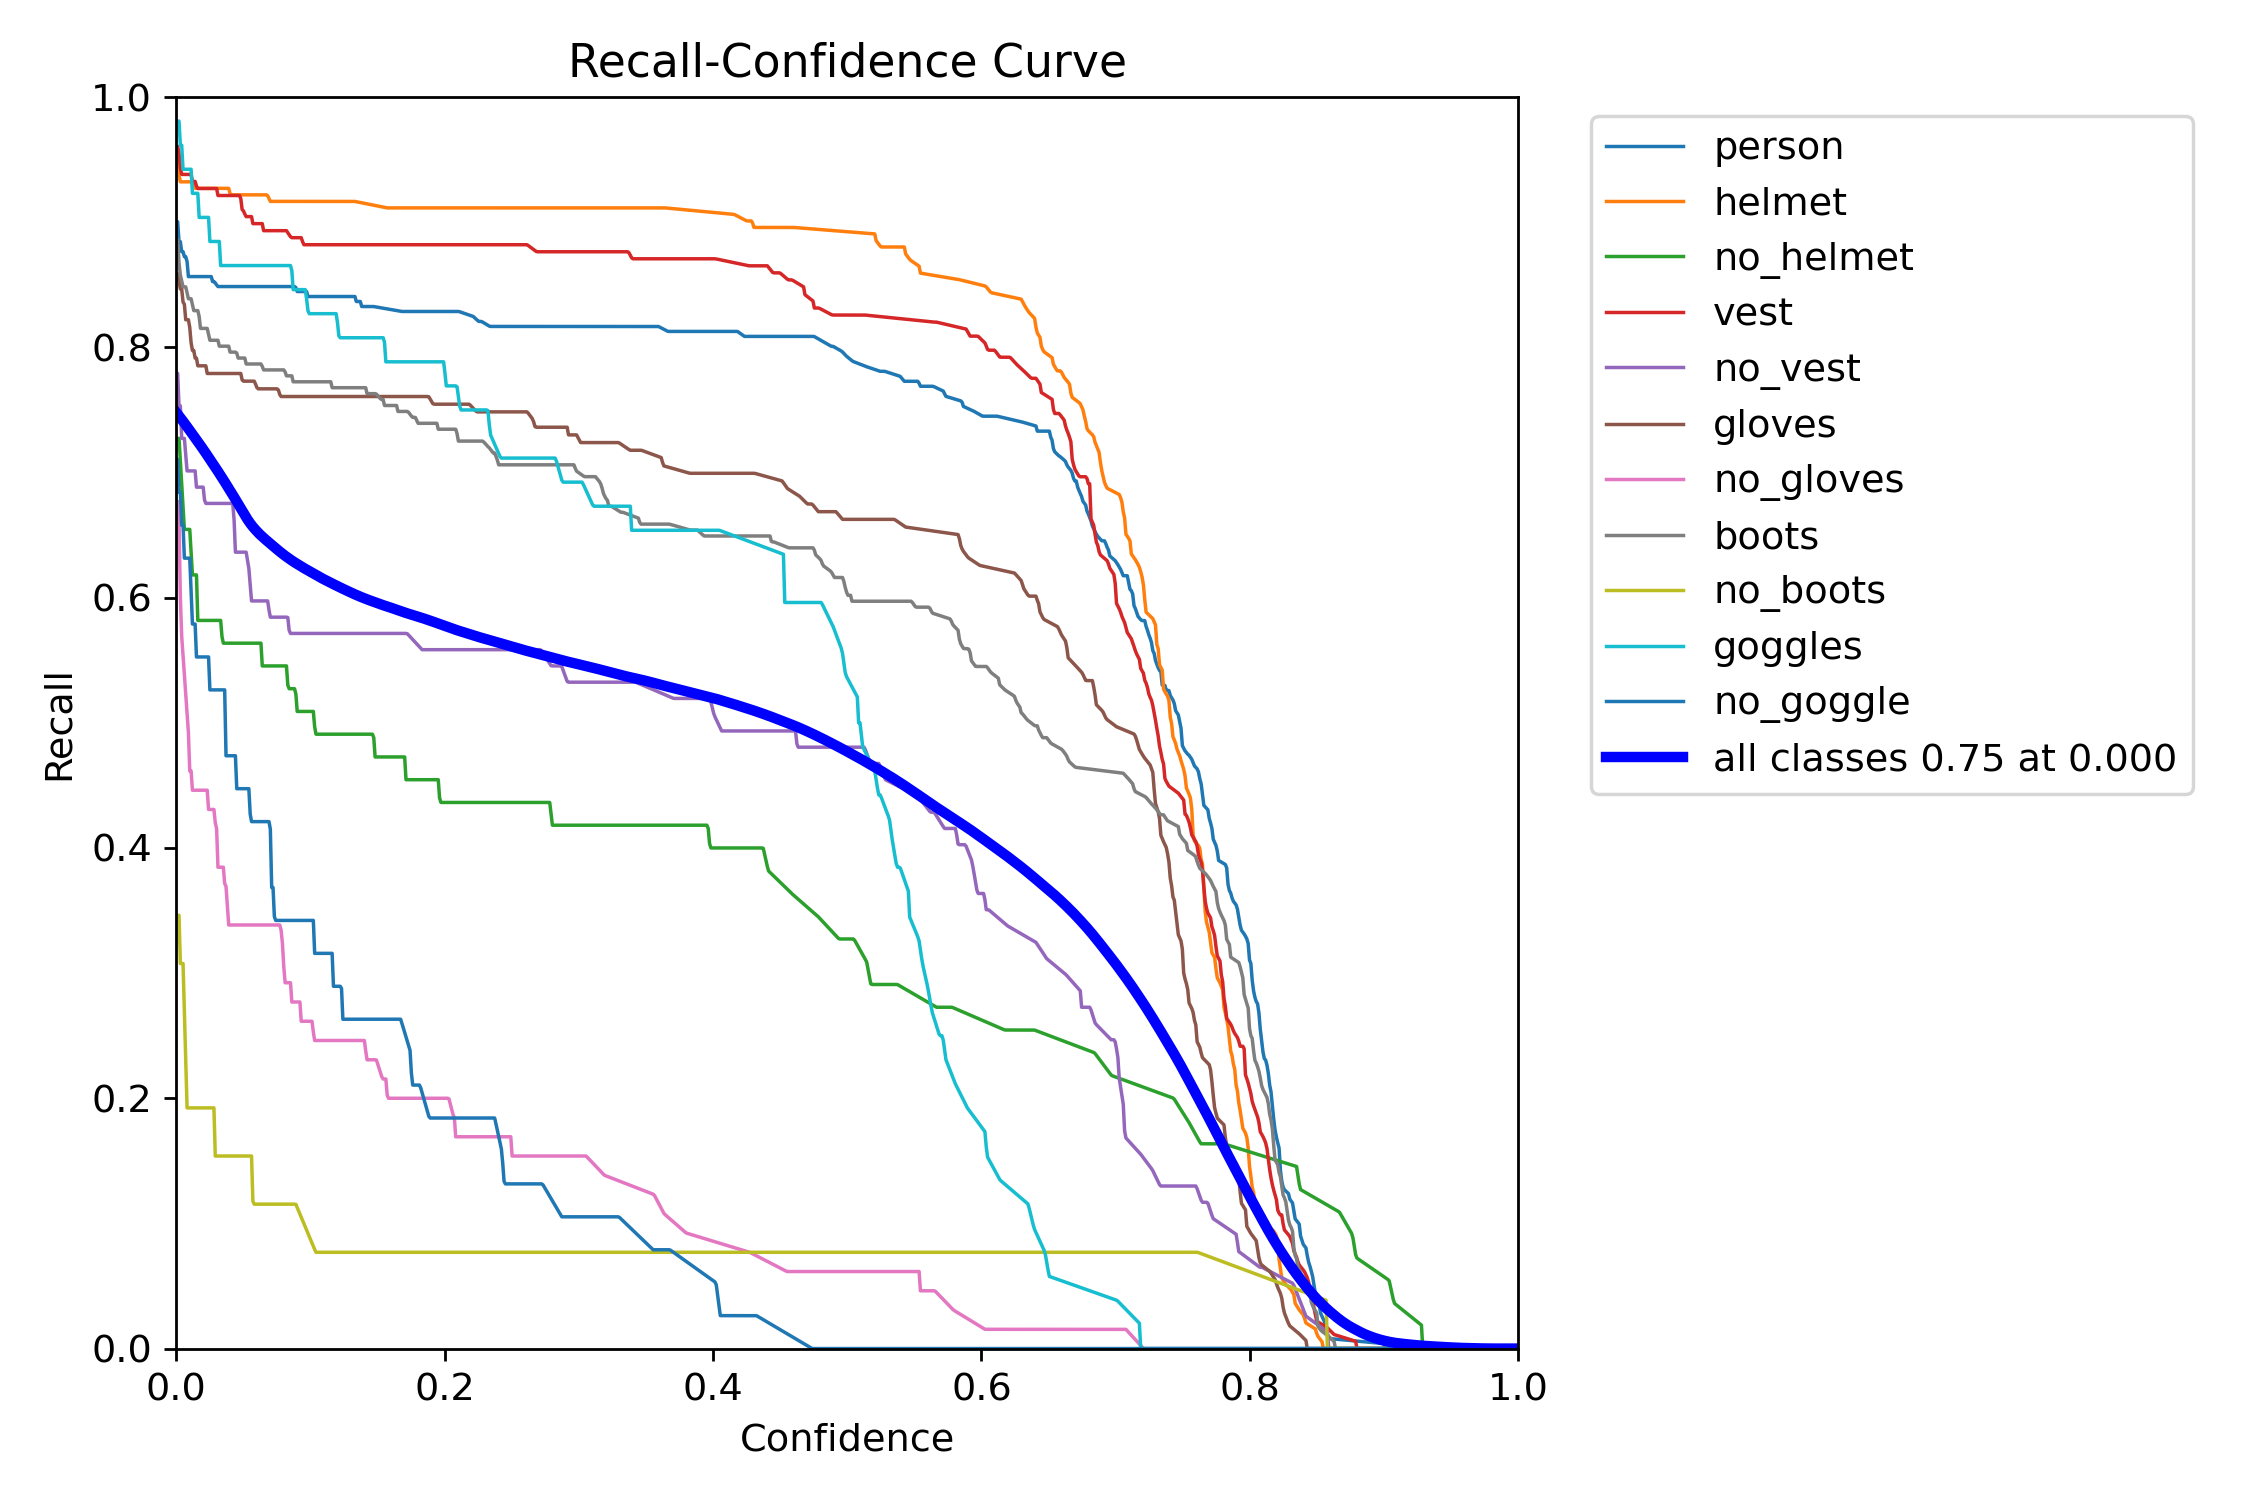 Recall-Confidence Curve
1.0
0.8
0.6
0.4
0.2
0.0
Recall
0.0 0.2 0.4 0.6 0.8 1.0
Confidence
person
helmet
no_helmet
vest
no_vest
gloves
no_gloves
boots
no_boots
goggles
no_goggle
all classes 0.75 at 0.000